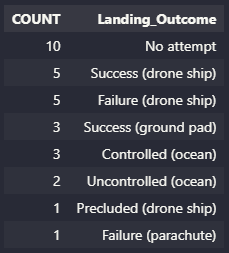 COUNT Landing_Outcome
10 No attempt
5 Success (drone ship)
5 Failure (drone ship)
3 Success (ground pad)
3 Controlled (ocean)
2 Uncontrolled (ocean)
1 Precluded (drone ship)
1 Failure (parachute)